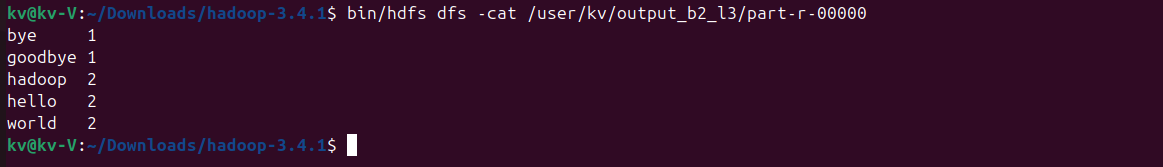 kv@kv-V:~/Downloads/hadoop-3.4.1$ bin/hdfs dfs -cat /user/kv/output_b2_l3/part-r-00000
bye     1
goodbye 1
hadoop  2
hello   2
world   2
kv@kv-V:~/Downloads/hadoop-3.4.1$